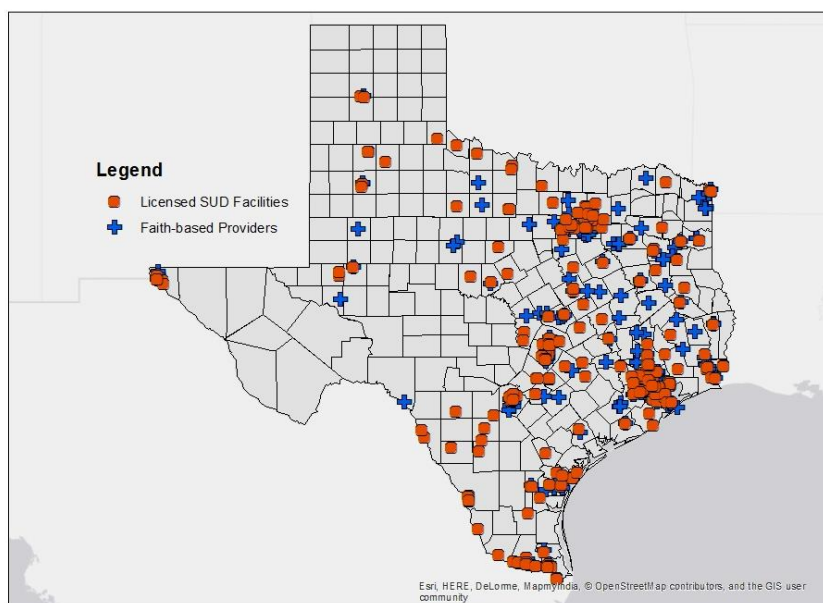 Legend
Licensed SUD Facilities
Faith-based Providers
Esri, HERE, DeLorme, MapmyIndia, © OpenStreetMap contributors, and the GIS user
community